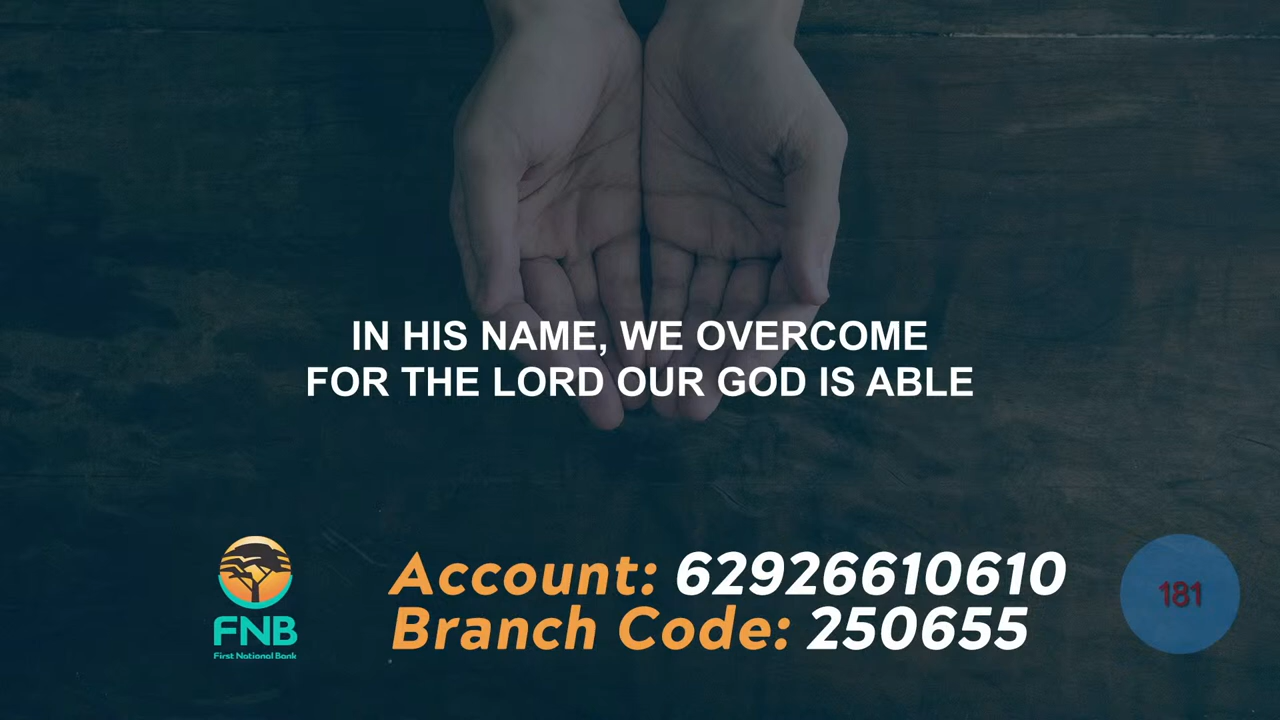 IN HIS NAME, WE OVERCOME
FOR THE LORD OUR GOD IS ABLE
FNB
First National Bank
Account: 62926610610
Branch Code: 250655
181